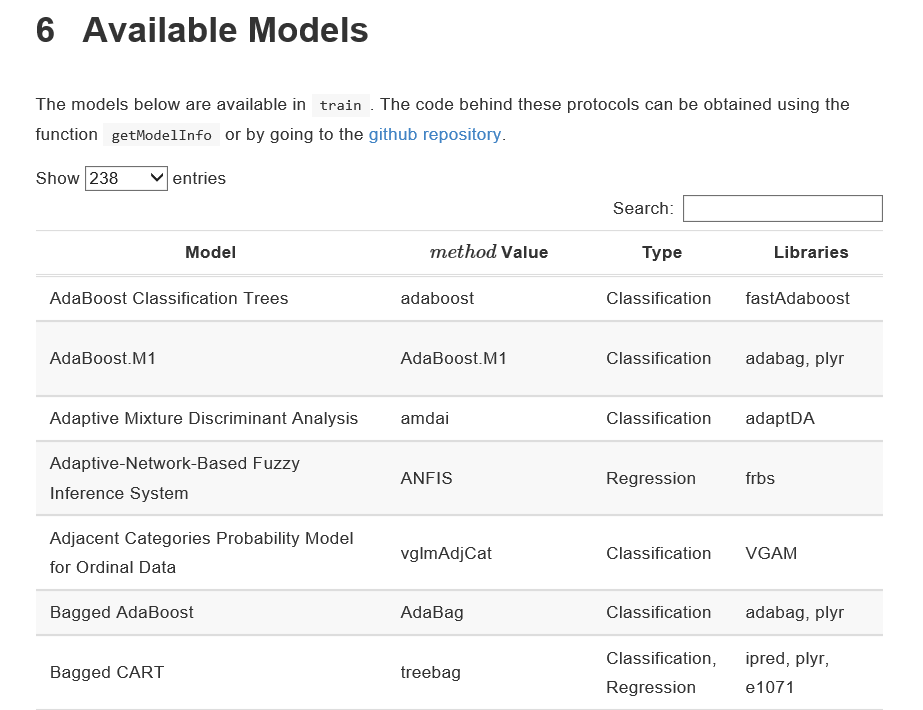 6 Available Models
The models below are available in train . The code behind these protocols can be obtained using the
function getModelInfo or by going to the github repository.
Show 238 entries
Search:
Model method Value Type Libraries
AdaBoost Classification Trees adaboost Classification fastAdaboost
AdaBoost.M1 AdaBoost.M1 Classification adabag, plyr
Adaptive Mixture Discriminant Analysis amdai Classification adaptDA
Adaptive-Network-Based Fuzzy
Inference System ANFIS Regression frbs
Adjacent Categories Probability Model
for Ordinal Data vglmAdjCat Classification VGAM
Bagged AdaBoost AdaBag Classification adabag, plyr
Bagged CART treebag Classification, ipred, plyr,
Regression e1071